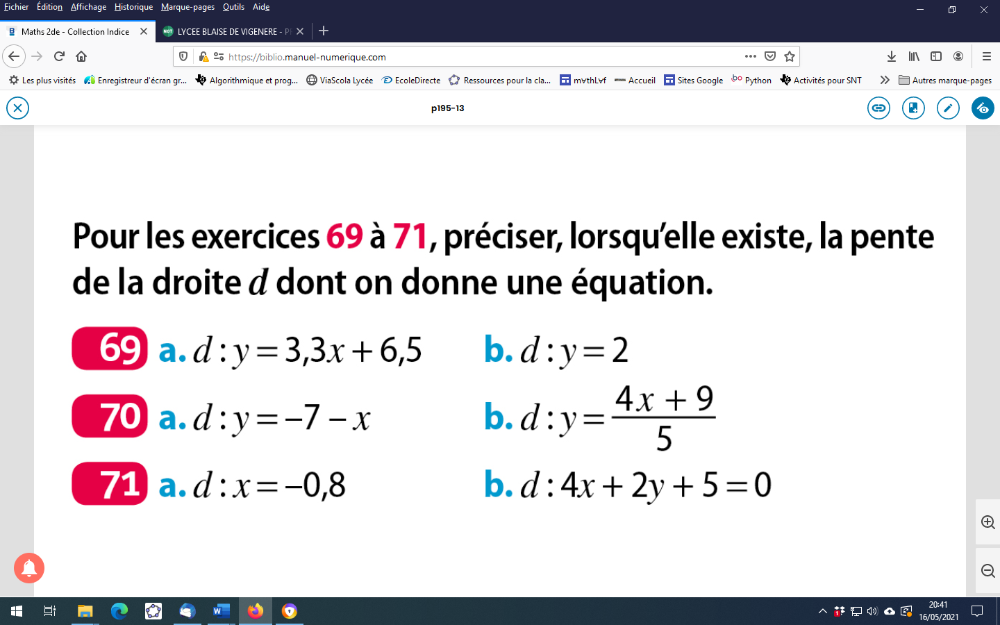 Fichier Édition Affichage Historique Marque-pages Outils Aide
Maths 2de - Collection Indice
NOT LYCEE BLAISE DE VIGENERE - P
https://biblio.manuel-numerique.com
Les plus visités Enregistreur d'écran gr... Algorithmique et prog... ViaScola Lycée EcoleDirecte Ressources pour la cla... m∀thL∀f Accueil Sites Google Python Activités pour SNT Autres marque-pages
p195-13
Pour les exercices 69 à 71, préciser, lorsqu'elle existe, la pente
de la droite d dont on donne une équation.
69 a. d : y = 3,3x + 6,5 b. d : y = 2
70 a. d : y = –7 – x b. d : y = (4x + 9)/5
71 a. d : x = –0,8 b. d : 4x + 2y + 5 = 0
20:41
16/05/2021